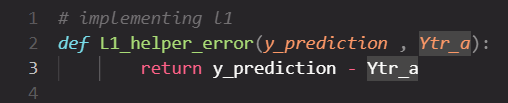 1 # implementing l1
2 def L1_helper_error(y_prediction , Ytr_a):
3 return y_prediction - Ytr_a
4